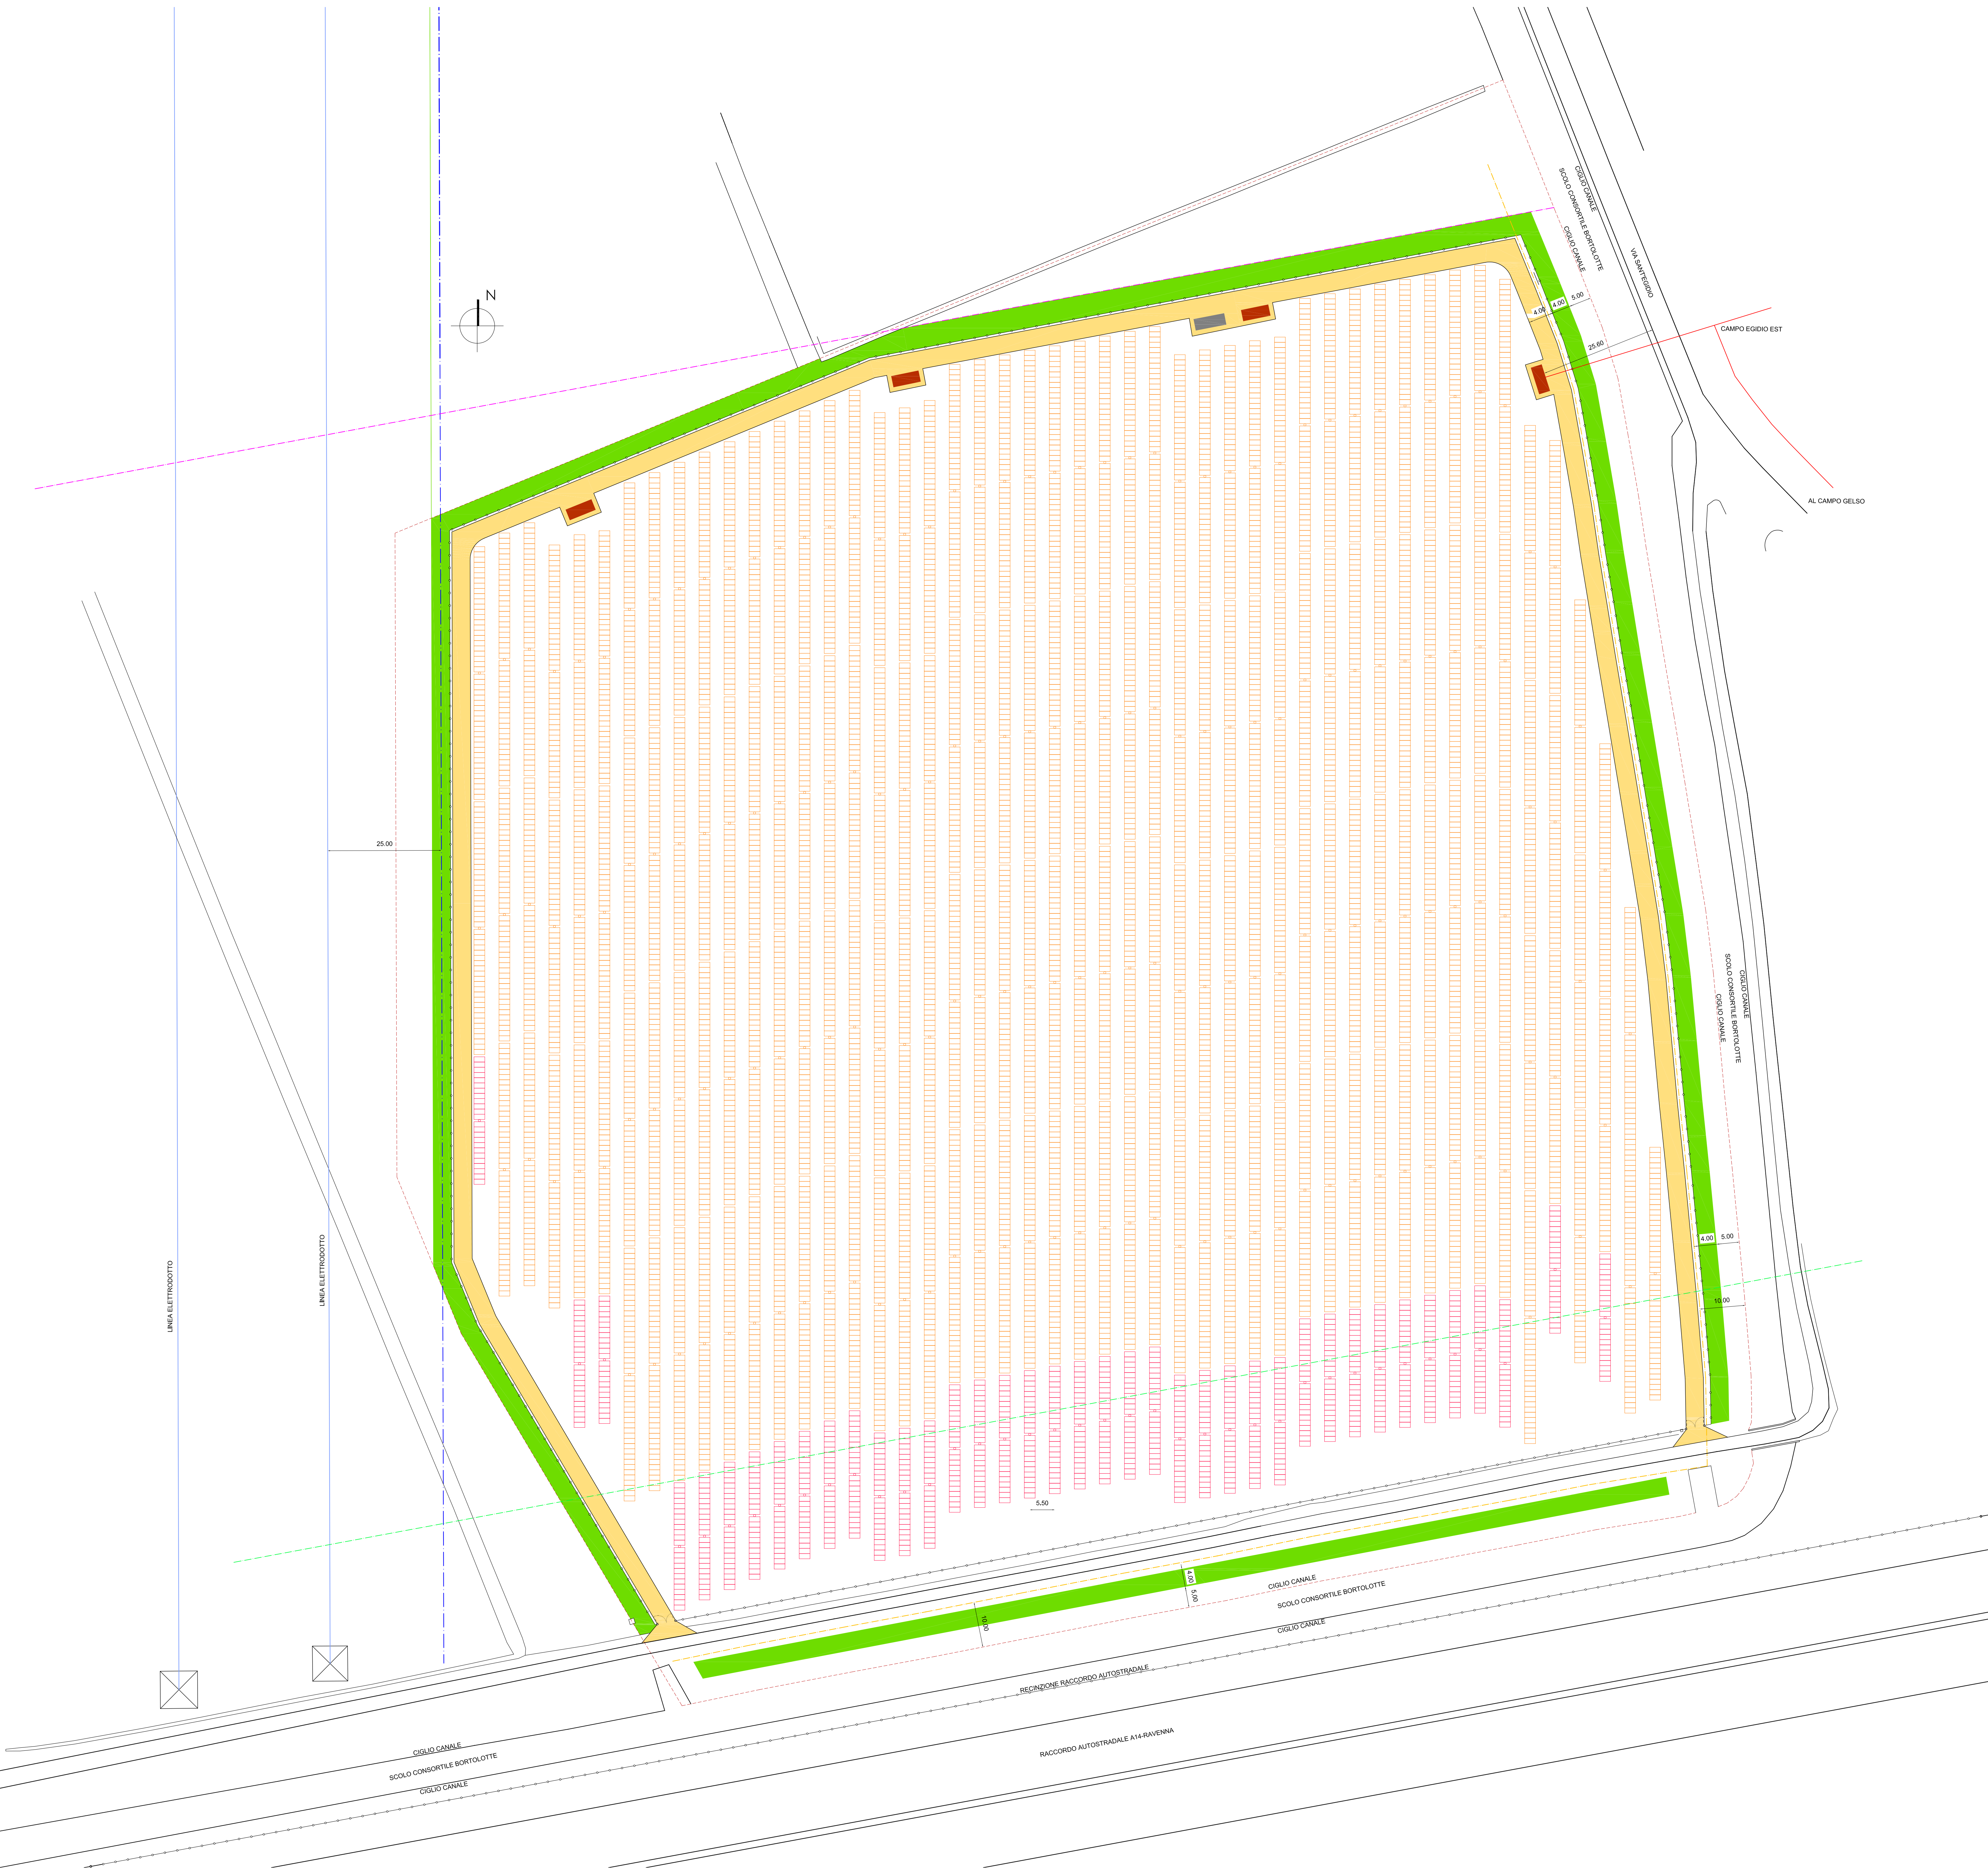 N
CIGLIO CANALE
SCOLO CONSORTILE BORTOLOTTE
CIGLIO CANALE
VIA SANT'EGIDIO
4.00
4.00
5.00
25.60
CAMPO EGIDIO EST
AL CAMPO GELSO
25.00
CIGLIO CANALE
SCOLO CONSORTILE BORTOLOTTE
CIGLIO CANALE
4.00
5.00
10.00
LINEA ELETTRODOTTO
LINEA ELETTRODOTTO
5.50
4.00
5.00
10.00
CIGLIO CANALE
SCOLO CONSORTILE BORTOLOTTE
CIGLIO CANALE
RECINZIONE RACCORDO AUTOSTRADALE
RACCORDO AUTOSTRADALE A14-RAVENNA
CIGLIO CANALE
SCOLO CONSORTILE BORTOLOTTE
CIGLIO CANALE